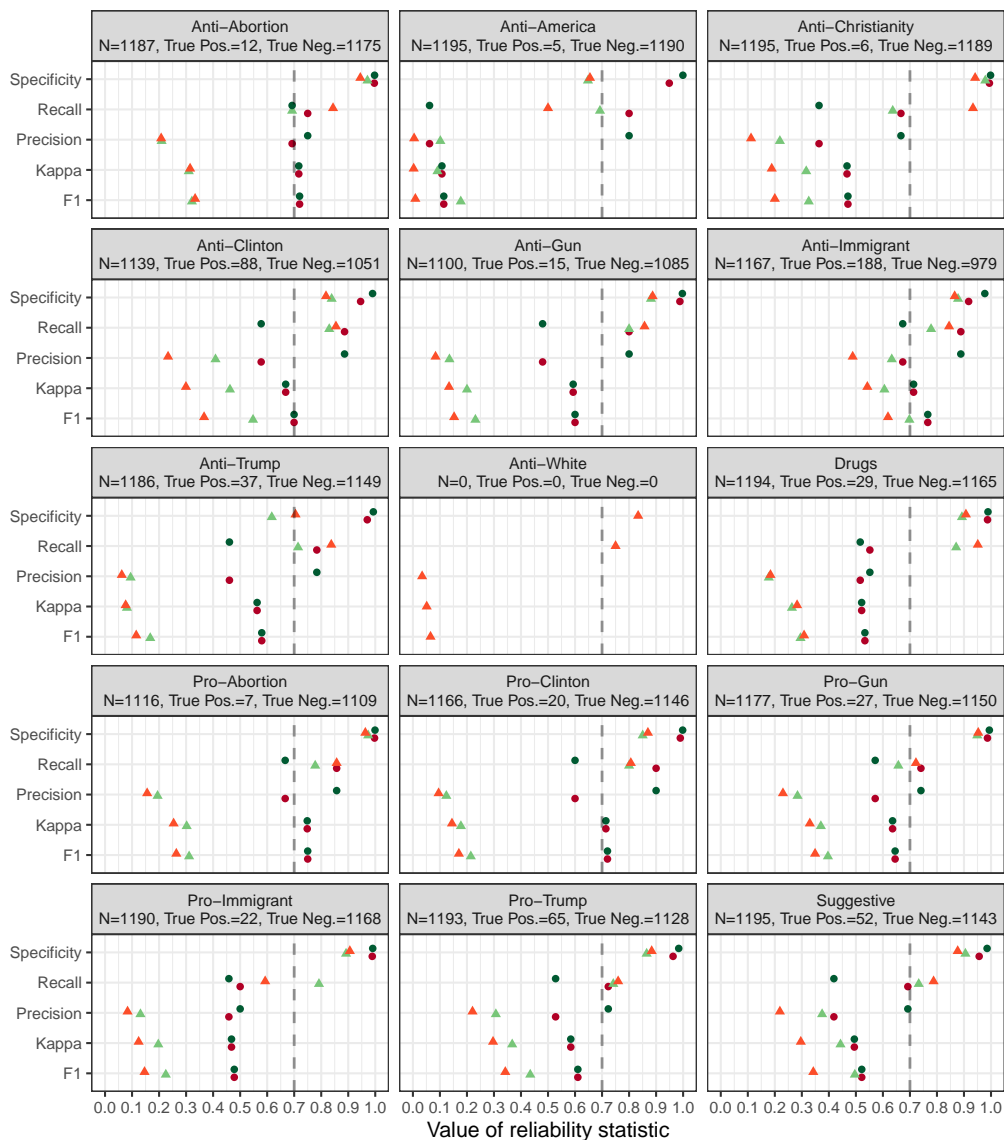 Anti−Abortion
N=1187, True Pos.=12, True Neg.=1175
Anti−America
N=1195, True Pos.=5, True Neg.=1190
Anti−Christianity
N=1195, True Pos.=6, True Neg.=1189
Specificity
Recall
Precision
Kappa
F1
Anti−Clinton
N=1139, True Pos.=88, True Neg.=1051
Anti−Gun
N=1100, True Pos.=15, True Neg.=1085
Anti−Immigrant
N=1167, True Pos.=188, True Neg.=979
Specificity
Recall
Precision
Kappa
F1
Anti−Trump
N=1186, True Pos.=37, True Neg.=1149
Anti−White
N=0, True Pos.=0, True Neg.=0
Drugs
N=1194, True Pos.=29, True Neg.=1165
Specificity
Recall
Precision
Kappa
F1
Pro−Abortion
N=1116, True Pos.=7, True Neg.=1109
Pro−Clinton
N=1166, True Pos.=20, True Neg.=1146
Pro−Gun
N=1177, True Pos.=27, True Neg.=1150
Specificity
Recall
Precision
Kappa
F1
Pro−Immigrant
N=1190, True Pos.=22, True Neg.=1168
Pro−Trump
N=1193, True Pos.=65, True Neg.=1128
Suggestive
N=1195, True Pos.=52, True Neg.=1143
Specificity
Recall
Precision
Kappa
F1
0.0 0.1 0.2 0.3 0.4 0.5 0.6 0.7 0.8 0.9 1.0
0.0 0.1 0.2 0.3 0.4 0.5 0.6 0.7 0.8 0.9 1.0
0.0 0.1 0.2 0.3 0.4 0.5 0.6 0.7 0.8 0.9 1.0
Value of reliability statistic